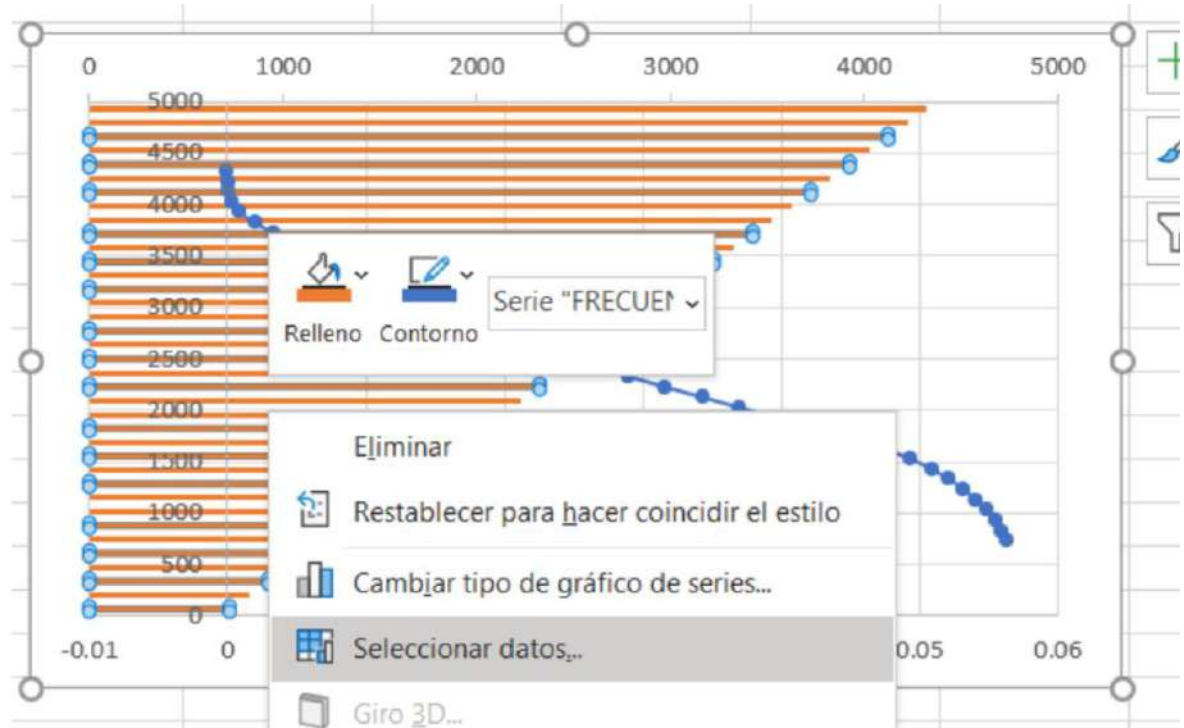 0 1000 2000 3000 4000 5000
5000
4500
4000
3500
3000
2500
2000
1500
1000
500
0
-0.01 0 0.05 0.06
Relleno Contorno Serie "FRECUEN
Eliminar
Restablecer para hacer coincidir el estilo
Cambiar tipo de gráfico de series...
Seleccionar datos...
Giro 3D...